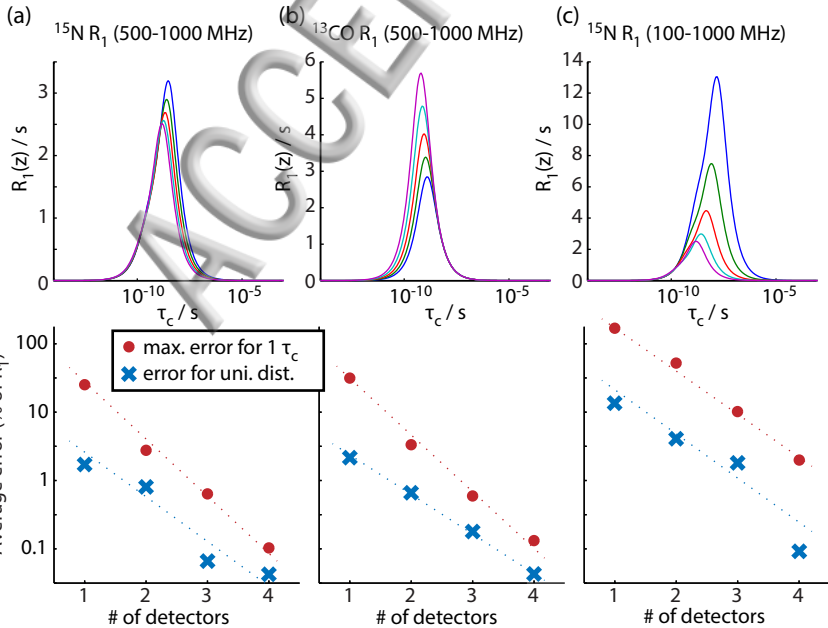 (a)
(b)
(c)
15N R1 (500-1000 MHz)
13CO R1 (500-1000 MHz)
15N R1 (100-1000 MHz)
ACCE
R1(z) / s
3
2
1
0
10-10
10-5
τc / s
R1(z) / s
6
5
4
3
2
1
0
10-10
10-5
τc / s
R1(z) / s
14
12
10
8
6
4
2
0
10-10
10-5
τc / s
max. error for 1 τc
error for uni. dist.
100
10
1
0.1
1 2 3 4
# of detectors
1 2 3 4
# of detectors
1 2 3 4
# of detectors